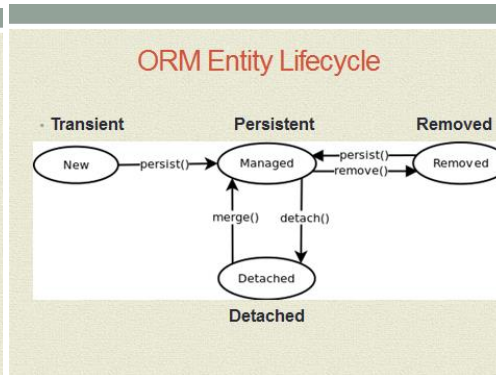 ORM Entity Lifecycle
Transient Persistent Removed
New persist() Managed persist() Removed
remove()
merge() detach()
Detached
Detached